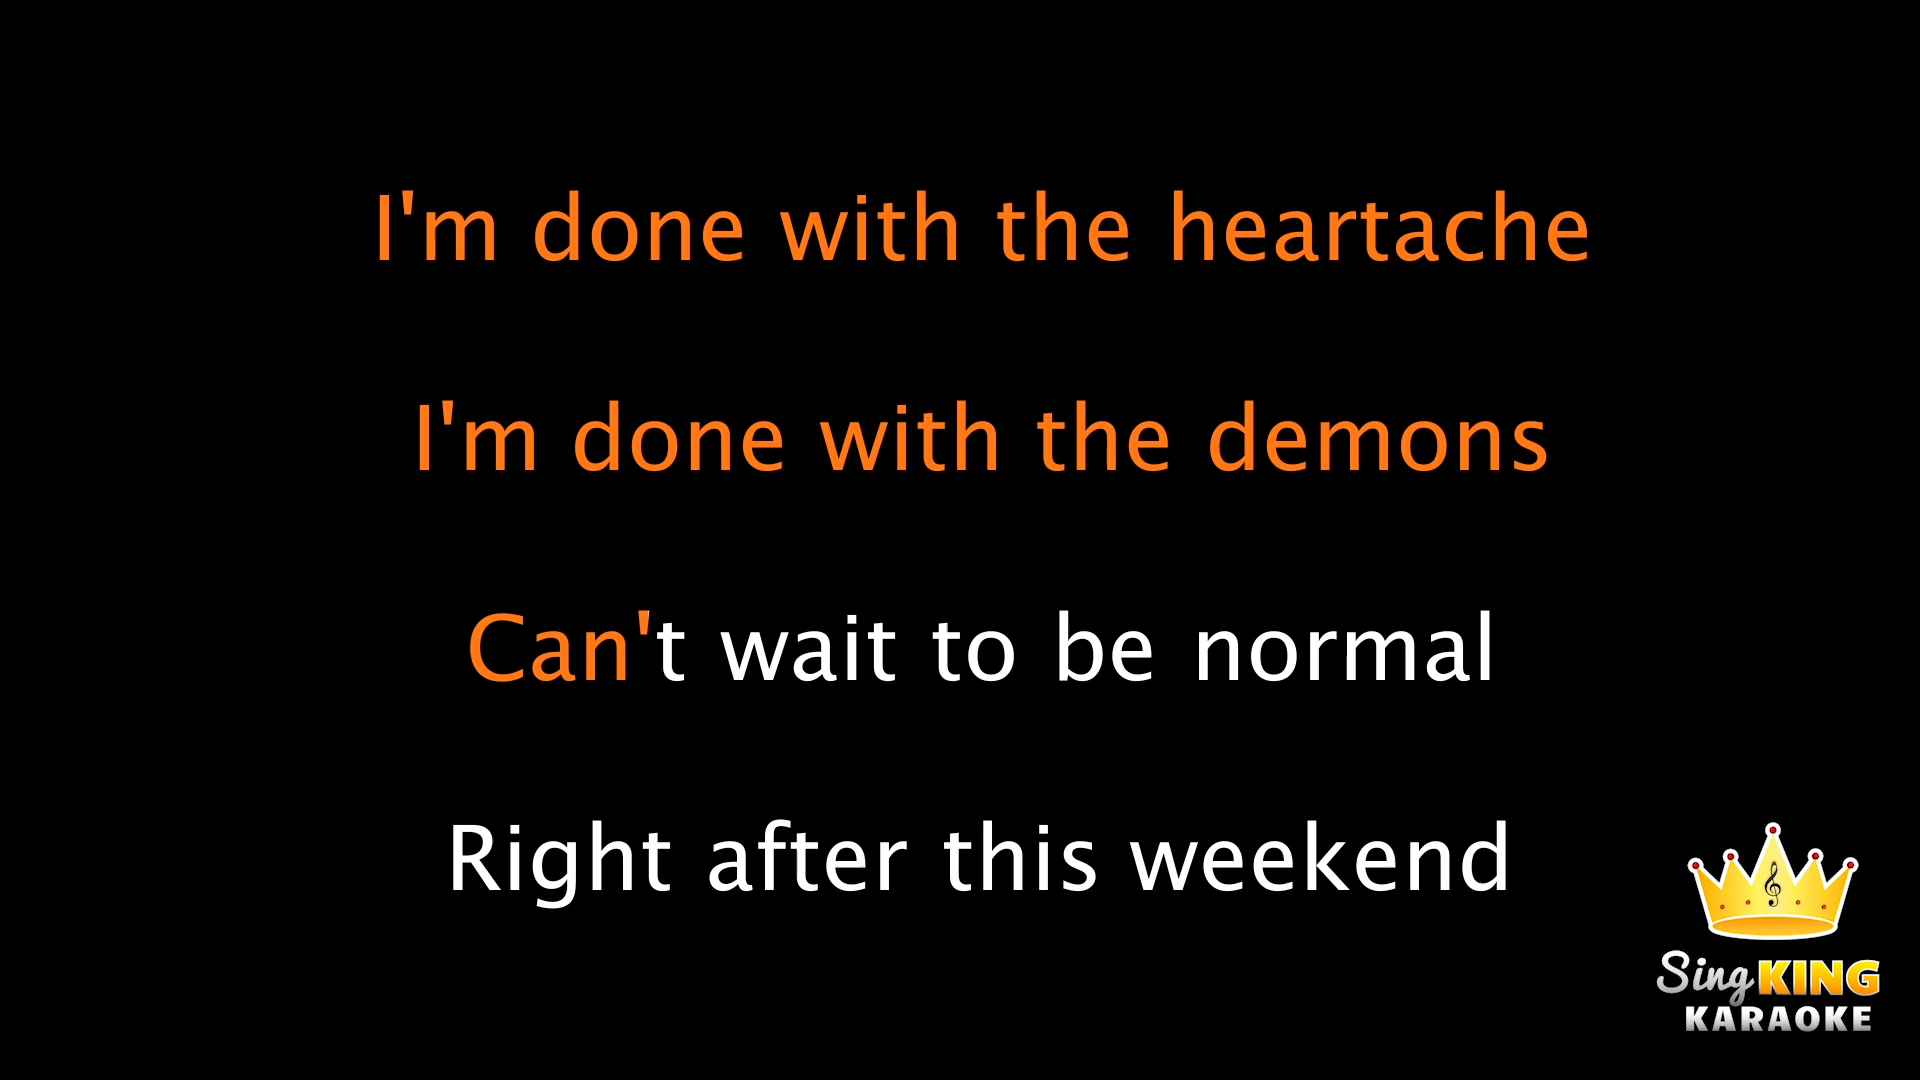 I'm done with the heartache
I'm done with the demons
Can't wait to be normal
Right after this weekend
Sing KING
KARAOKE